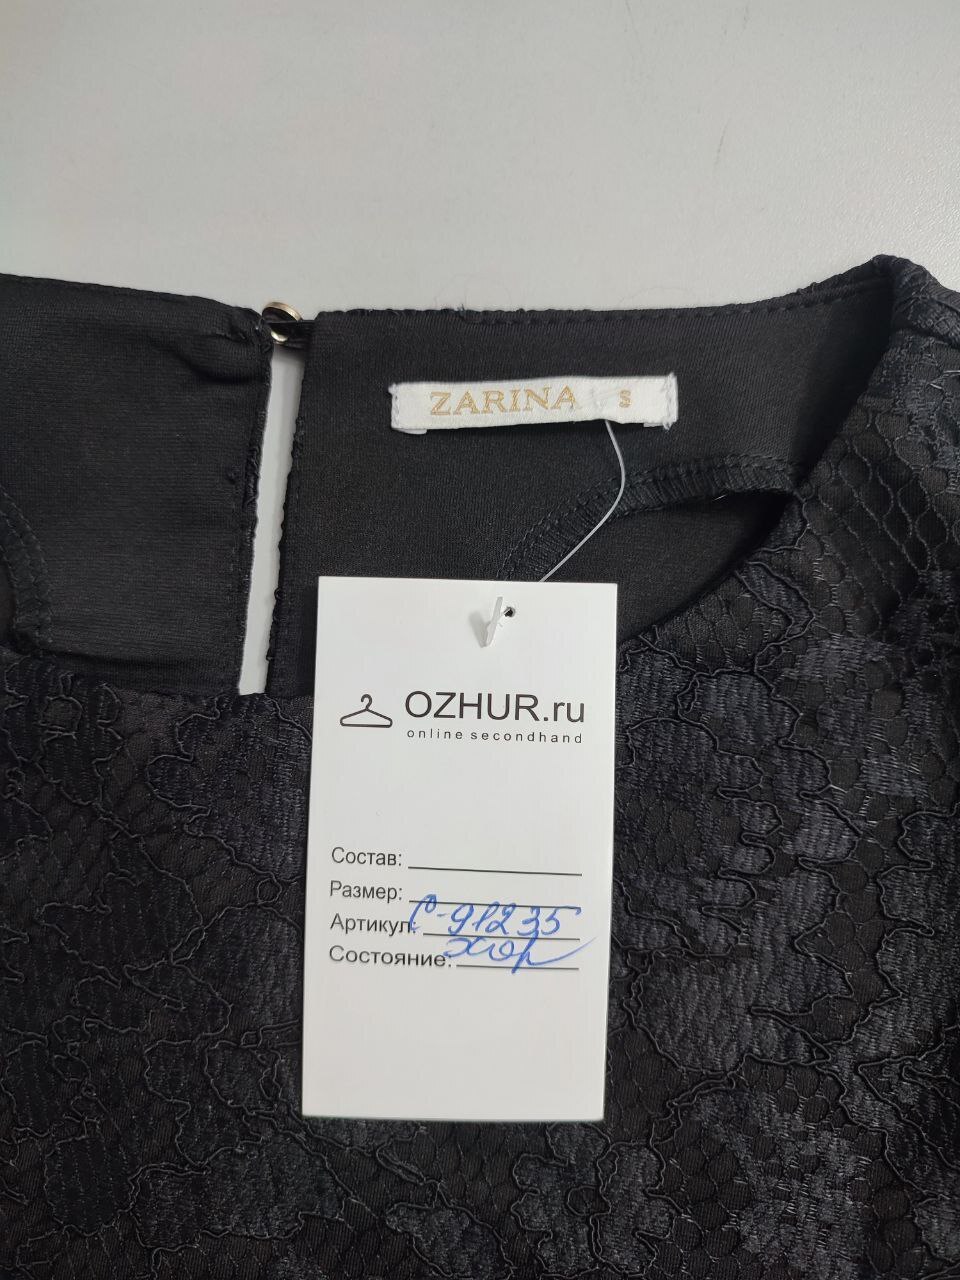 ZARINA S
OZHUR.ru
online secondhand
Состав:
Размер:
Артикул: С-91235
Состояние: хор